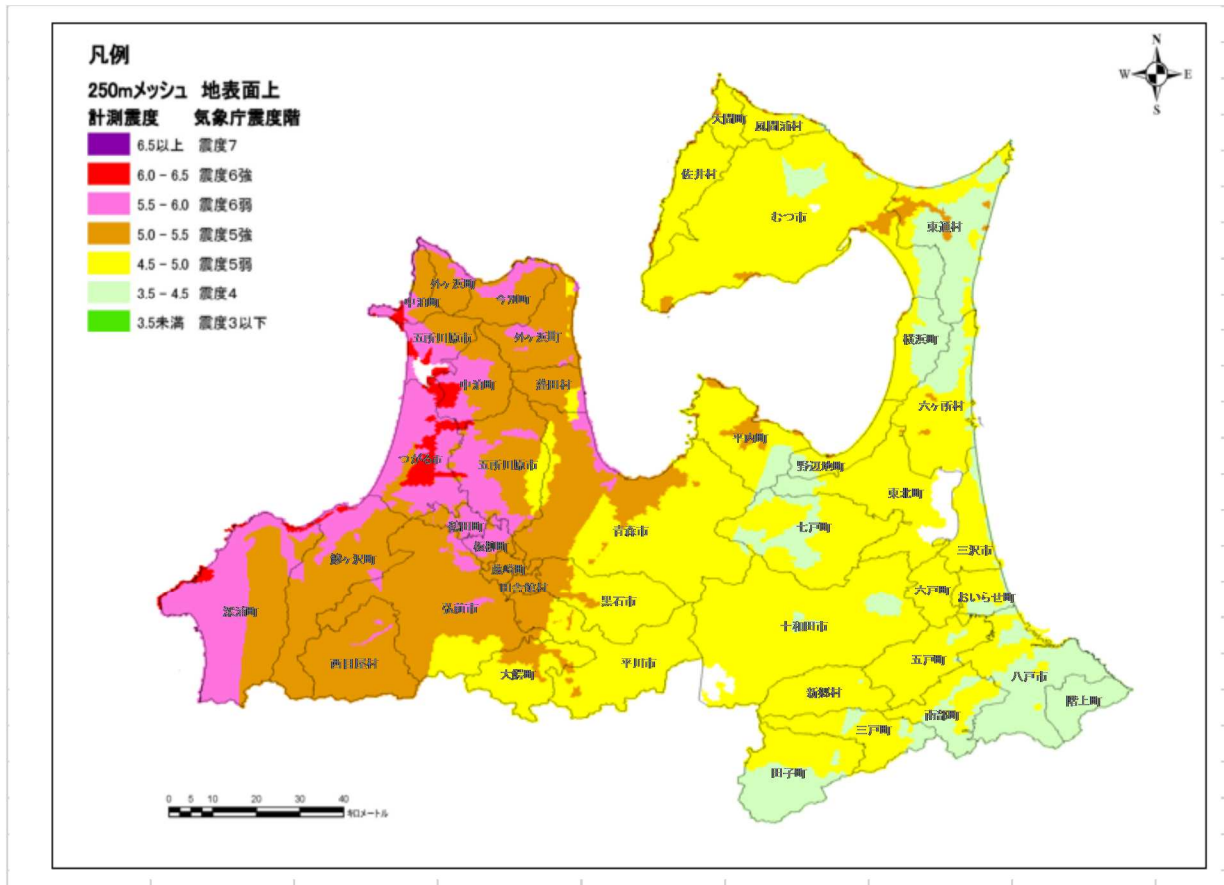 凡例
250mメッシュ 地表面上
計測震度 気象庁震度階
6.5以上 震度7
6.0 - 6.5 震度6強
5.5 - 6.0 震度6弱
5.0 - 5.5 震度5強
4.5 - 5.0 震度5弱
3.5 - 4.5 震度4
3.5未満 震度3以下
N
W E
S
大間町
風間浦村
佐井村
むつ市
東通村
外ヶ浜町
今別町
中泊町
五所川原市
外ヶ浜町
横浜町
中泊町
蓬田村
六ヶ所村
平内町
つがる市
五所川原市
野辺地町
東北町
鶴田町
青森市
七戸町
板柳町
三沢市
鰺ヶ沢町
藤崎町
田舎館村
六戸町
おいらせ町
深浦町
弘前市
黒石市
十和田市
西目屋村
大鰐町
平川市
五戸町
八戸市
新郷村
階上町
南部町
三戸町
田子町
0 5 10 20 30 40
キロメートル